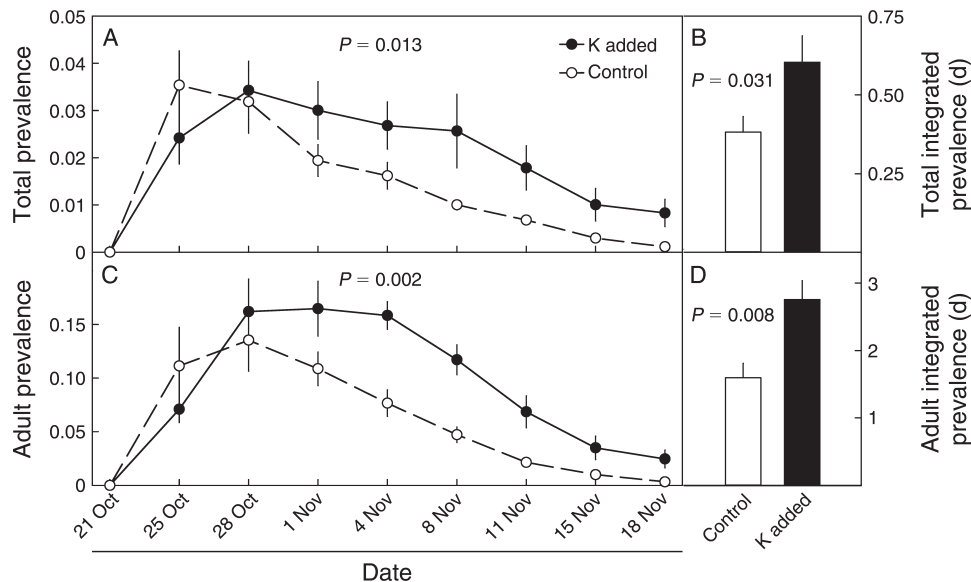 A
P = 0.013
K added
Control
Total prevalence
0.05
0.04
0.03
0.02
0.01
0
B
P = 0.031
0.75
0.50
0.25
Total integrated
prevalence (d)
C
P = 0.002
Adult prevalence
0.15
0.10
0.05
0
D
P = 0.008
3
2
1
Adult integrated
prevalence (d)
21 Oct
25 Oct
28 Oct
1 Nov
4 Nov
8 Nov
11 Nov
15 Nov
18 Nov
Control
K added
Date